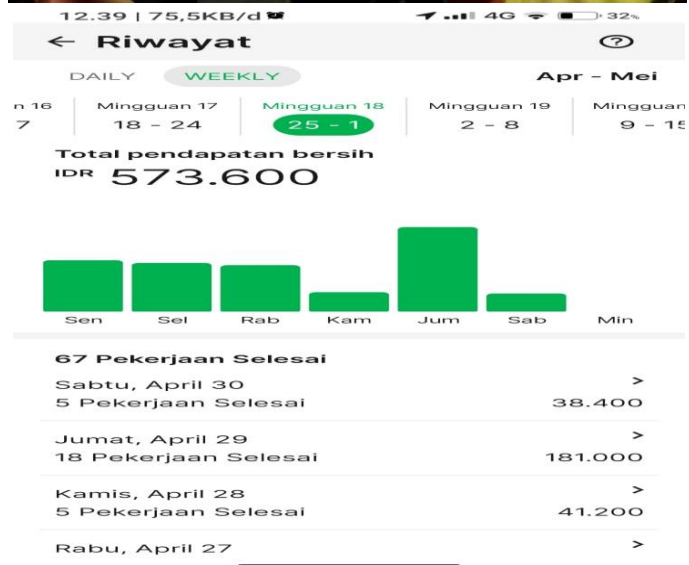 12.39 | 75,5KB/d 4G 32%
← Riwayat
DAILY WEEKLY Apr – Mei
n 16 Mingguan 17 Mingguan 18 Mingguan 19 Mingguan
7 18 – 24 25 – 1 2 – 8 9 – 15
Total pendapatan bersih
IDR 573.600
Sen Sel Rab Kam Jum Sab Min
67 Pekerjaan Selesai
Sabtu, April 30 >
5 Pekerjaan Selesai 38.400
Jumat, April 29 >
18 Pekerjaan Selesai 181.000
Kamis, April 28 >
5 Pekerjaan Selesai 41.200
Rabu, April 27 >